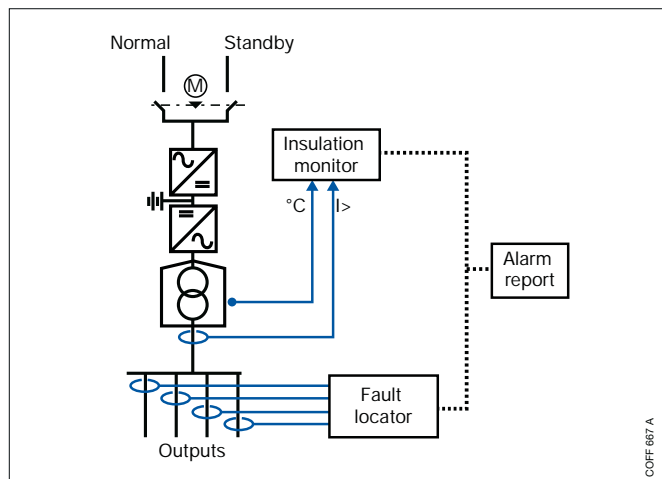 Normal
Standby
M
Insulation
monitor
°C
I>
Alarm
report
Fault
locator
Outputs
COFF 667 A